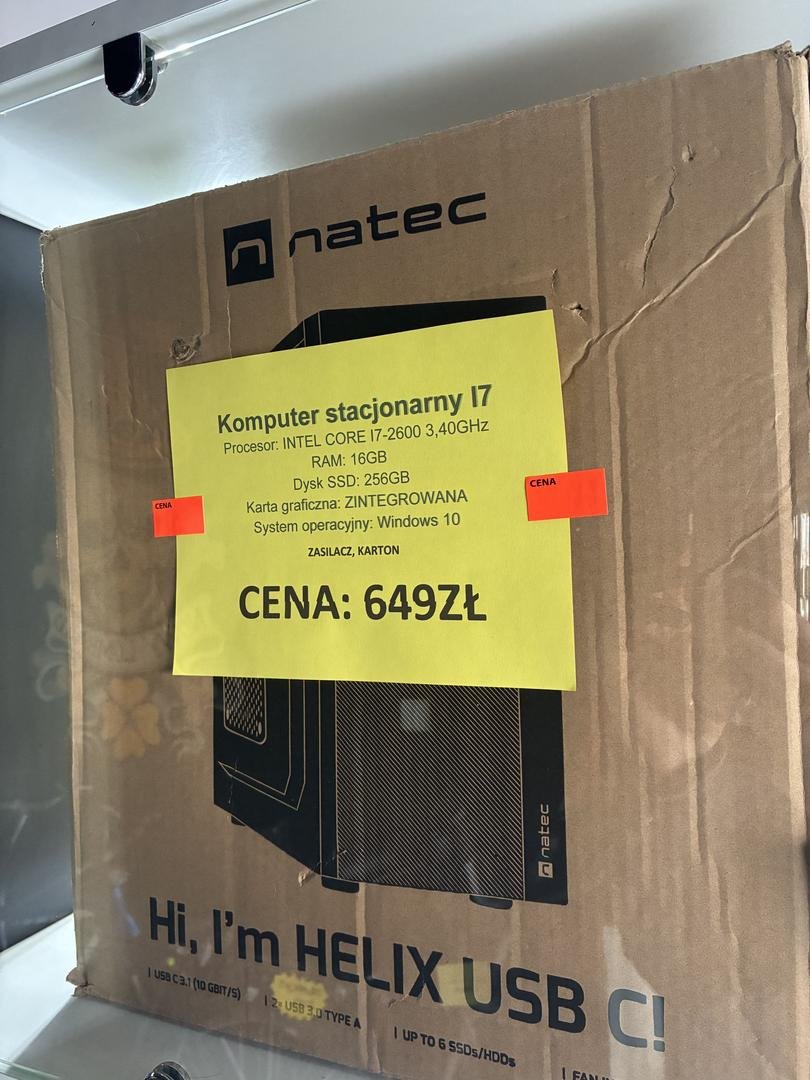 natec
Komputer stacjonarny I7
Procesor: INTEL CORE I7-2600 3,40GHz
RAM: 16GB
Dysk SSD: 256GB
Karta graficzna: ZINTEGROWANA
System operacyjny: Windows 10
ZASILACZ, KARTON
CENA: 649ZŁ
CENA
CENA
natec
Hi, I'm HELIX USB C!
| USB C 3.1 (10 GBIT/S)
| 2× USB 3.0 TYPE A
| UP TO 6 SSDs/HDDs